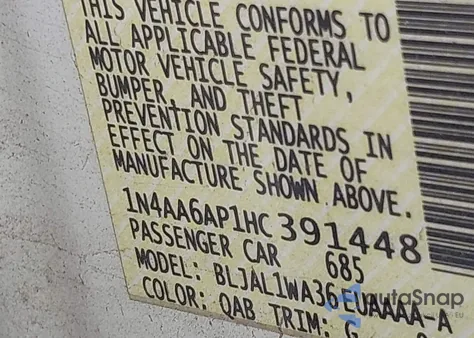 THIS VEHICLE CONFORMS TO
ALL APPLICABLE FEDERAL
MOTOR VEHICLE SAFETY,
BUMPER, AND THEFT
PREVENTION STANDARDS IN
EFFECT ON THE DATE OF
MANUFACTURE SHOWN ABOVE.
1N4AA6AP1HC391448
PASSENGER CAR 685
MODEL: BLJAL1WA36EUAAAA-A
COLOR: QAB TRIM: G
autaSnap